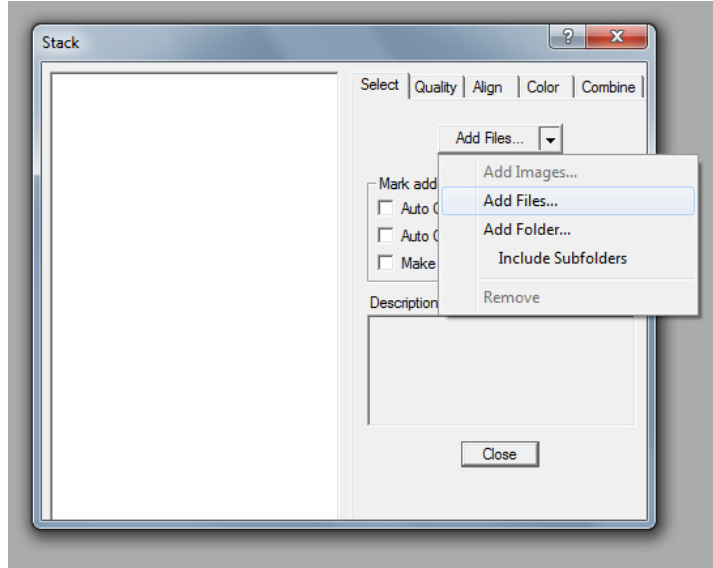 Stack
Select Quality Align Color Combine
Add Files...
Add Images...
Mark add
Add Files...
Auto
Add Folder...
Auto
Include Subfolders
Make
Remove
Description
Close